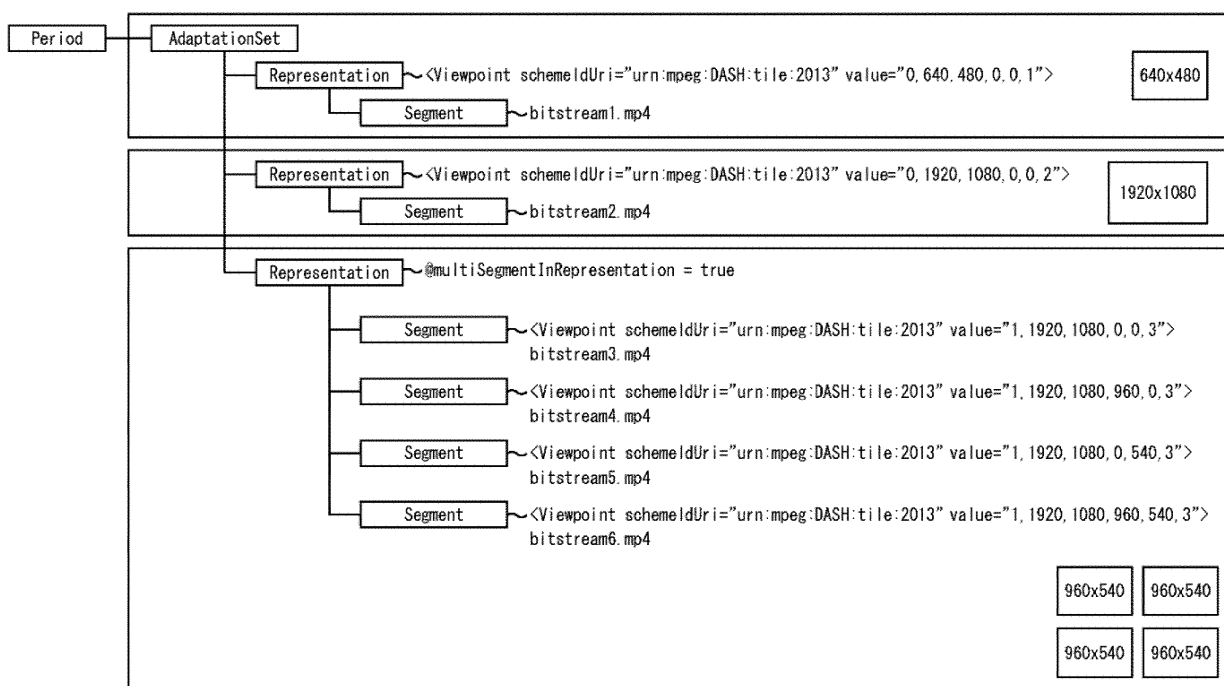 Period
AdaptationSet
Representation
<Viewpoint schemeIdUri="urn:mpeg:DASH:tile:2013" value="0, 640, 480, 0, 0, 1">
640x480
Segment
bitstream1.mp4
Representation
<Viewpoint schemeIdUri="urn:mpeg:DASH:tile:2013" value="0, 1920, 1080, 0, 0, 2">
1920x1080
Segment
bitstream2.mp4
Representation
@multiSegmentInRepresentation = true
Segment
<Viewpoint schemeIdUri="urn:mpeg:DASH:tile:2013" value="1, 1920, 1080, 0, 0, 3">
bitstream3.mp4
Segment
<Viewpoint schemeIdUri="urn:mpeg:DASH:tile:2013" value="1, 1920, 1080, 960, 0, 3">
bitstream4.mp4
Segment
<Viewpoint schemeIdUri="urn:mpeg:DASH:tile:2013" value="1, 1920, 1080, 0, 540, 3">
bitstream5.mp4
Segment
<Viewpoint schemeIdUri="urn:mpeg:DASH:tile:2013" value="1, 1920, 1080, 960, 540, 3">
bitstream6.mp4
960x540
960x540
960x540
960x540